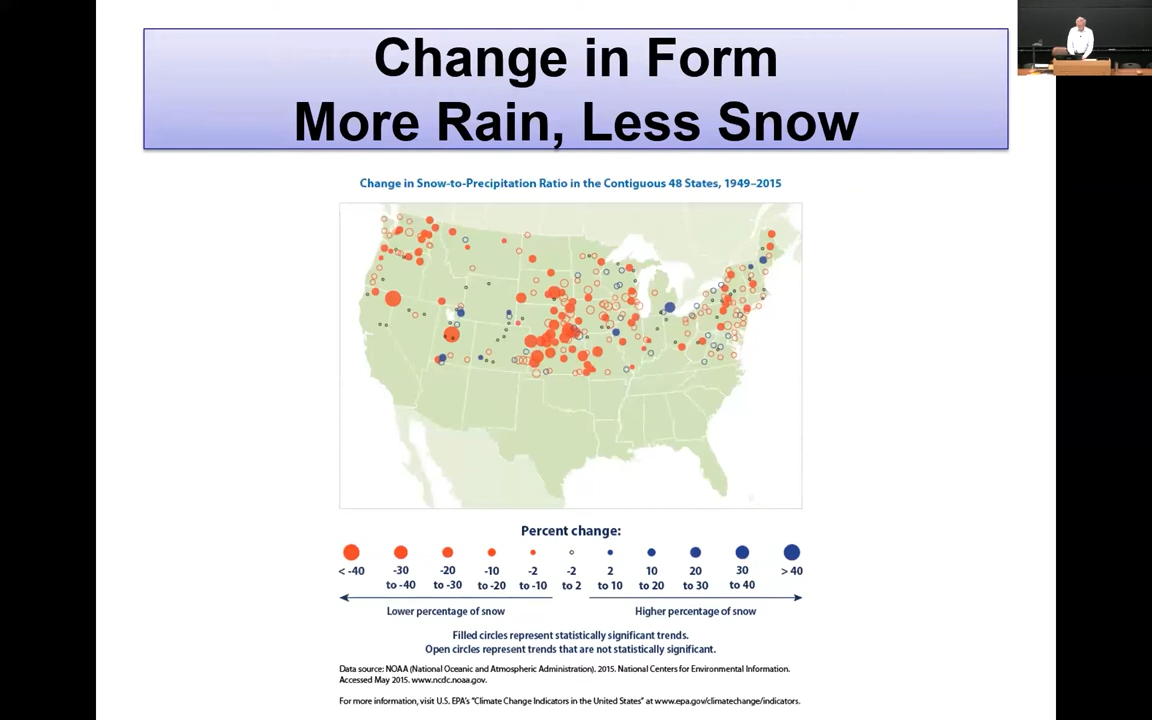 Change in Form
More Rain, Less Snow
Change in Snow-to-Precipitation Ratio in the Contiguous 48 States, 1949–2015
Percent change:
< -40
-30
to -40
-20
to -30
-10
to -20
-2
to -10
-2
to 2
2
to 10
10
to 20
20
to 30
30
to 40
> 40
Lower percentage of snow
Higher percentage of snow
Filled circles represent statistically significant trends.
Open circles represent trends that are not statistically significant.
Data source: NOAA (National Oceanic and Atmospheric Administration). 2015. National Centers for Environmental Information.
Accessed May 2015. www.ncdc.noaa.gov.
For more information, visit U.S. EPA's "Climate Change Indicators in the United States" at www.epa.gov/climatechange/indicators.